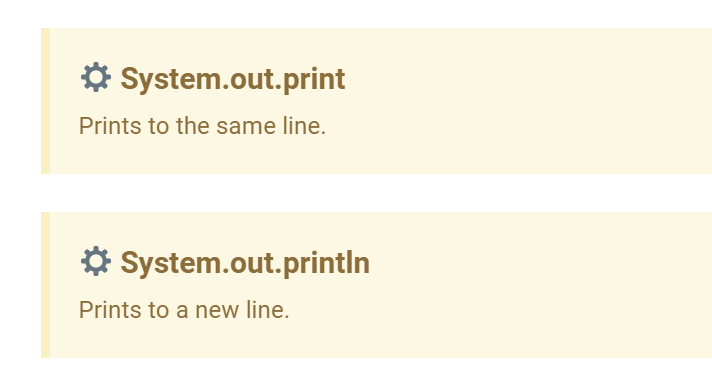 System.out.print
Prints to the same line.
System.out.println
Prints to a new line.